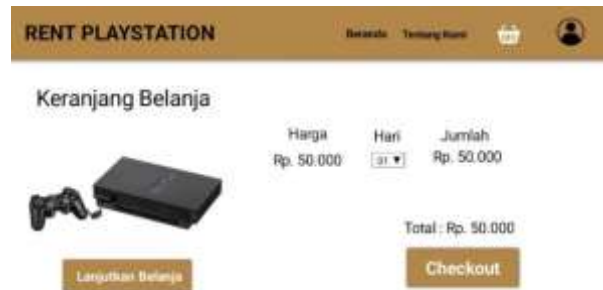 RENT PLAYSTATION
Beranda Tentang Kami
Keranjang Belanja
Harga Hari Jumlah
Rp. 50.000 01 Rp. 50.000
Total : Rp. 50.000
Lanjutkan Belanja Checkout